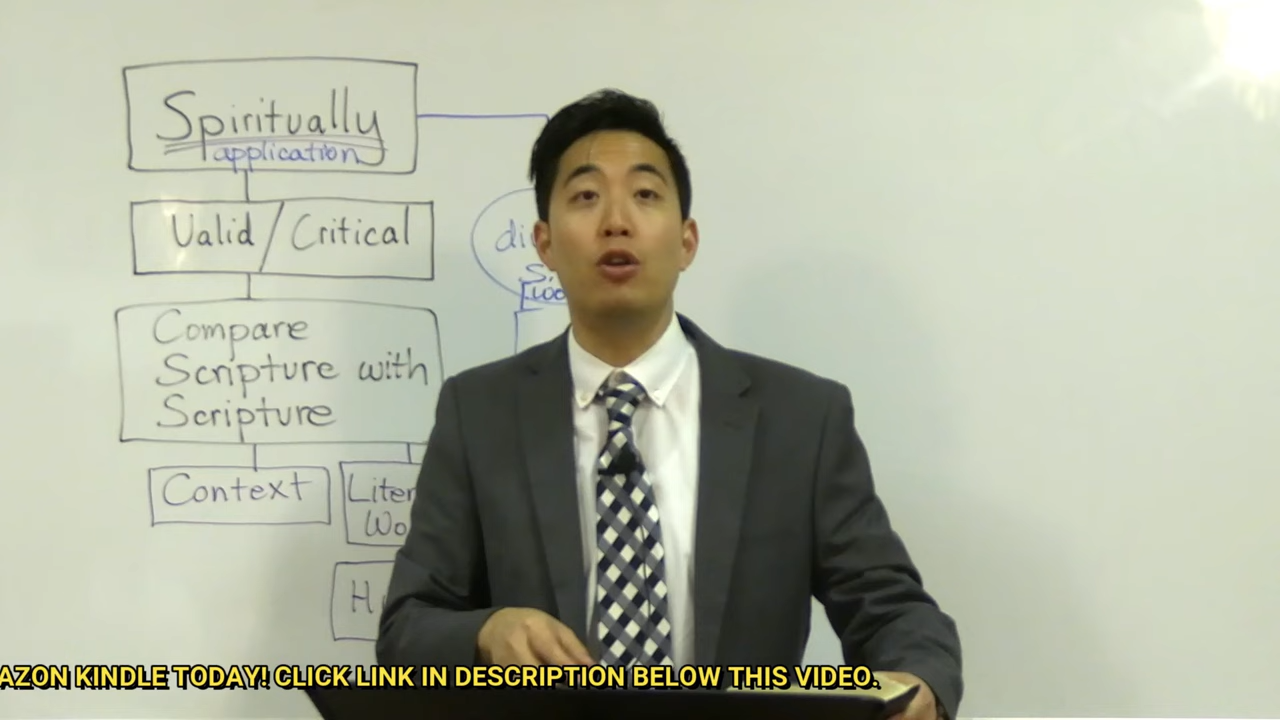 Spiritually
application
Valid / Critical
Compare
Scripture with
Scripture
Context
AZON KINDLE TODAY! CLICK LINK IN DESCRIPTION BELOW THIS VIDEO.